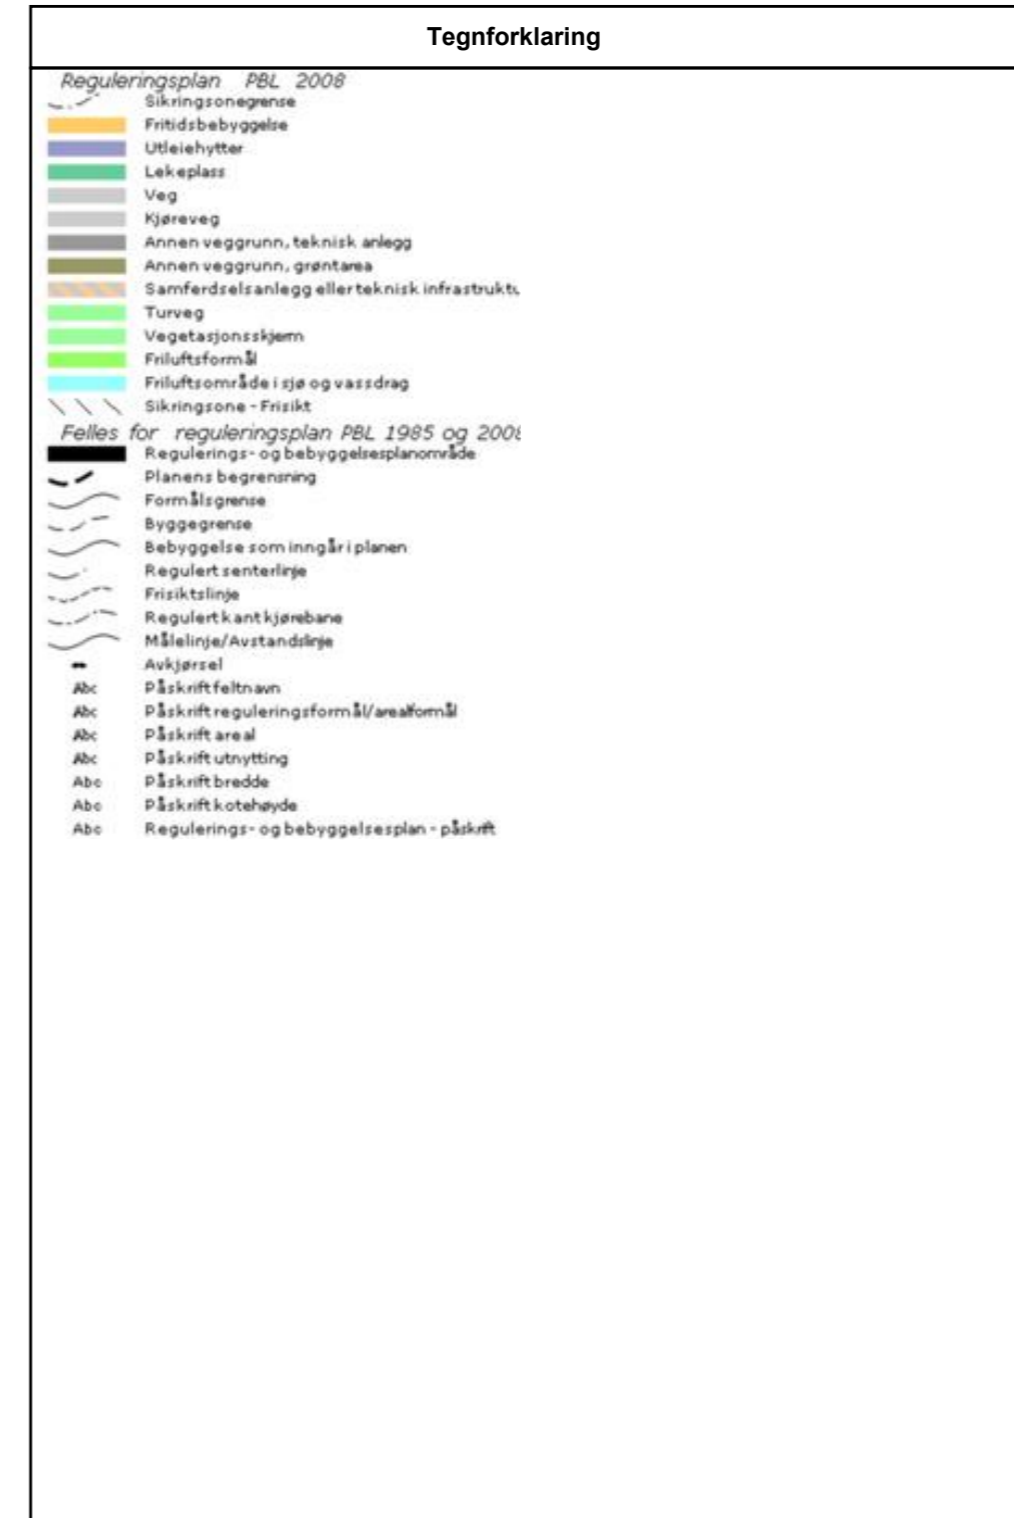 Tegnforklaring
Reguleringsplan PBL 2008
Sikringsonegrense
Fritidsbebyggelse
Utleiehytter
Lekeplass
Veg
Kjøreveg
Annen veggrunn, teknisk anlegg
Annen veggrunn, grøntarea
Samferdselsanlegg eller teknisk infrastruktu
Turveg
Vegetasjonsskjerm
Friluftsformål
Friluftsområde i sjø og vassdrag
Sikringsone - Frisikt
Felles for reguleringsplan PBL 1985 og 2008
Regulerings- og bebyggelsesplanområde
Planens begrensning
Formålsgrense
Byggegrense
Bebyggelse som inngår i planen
Regulert senterlinje
Frisiktslinje
Regulert kant kjørebane
Målelinje/Avstandslinje
Avkjørsel
Abc Påskrift feltnavn
Abc Påskrift reguleringsformål/arealformål
Abc Påskrift areal
Abc Påskrift utnytting
Abc Påskrift bredde
Abc Påskrift kotehøyde
Abc Regulerings- og bebyggelsesplan - påskrift